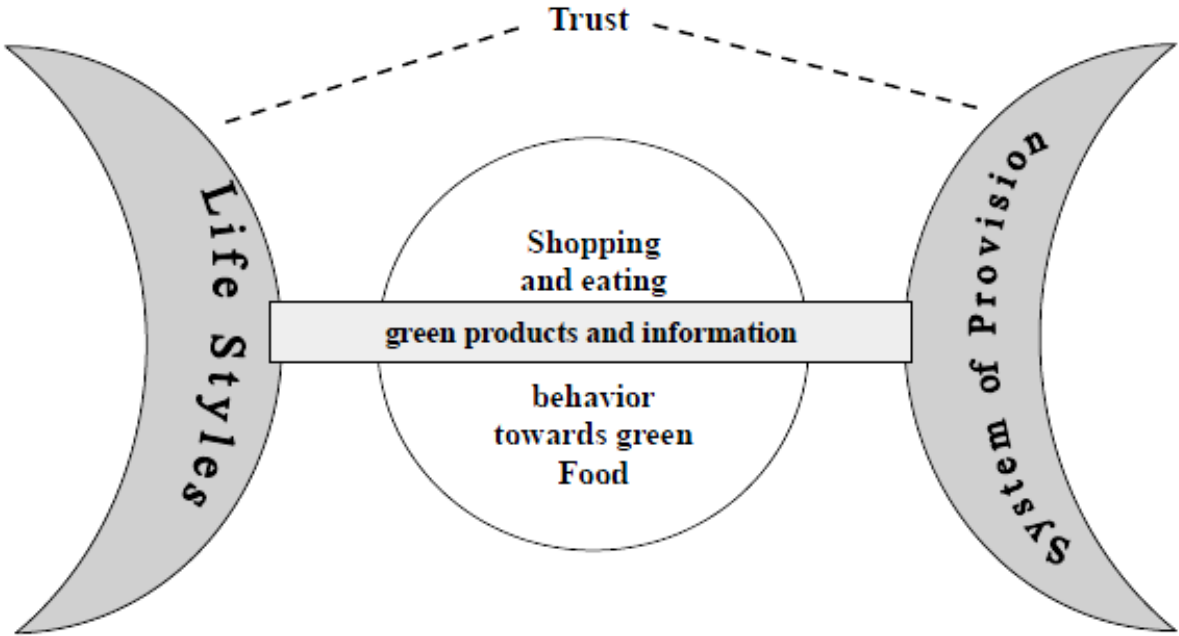 Trust
Life Styles
Shopping
and eating
green products and information
behavior
towards green
Food
System of Provision